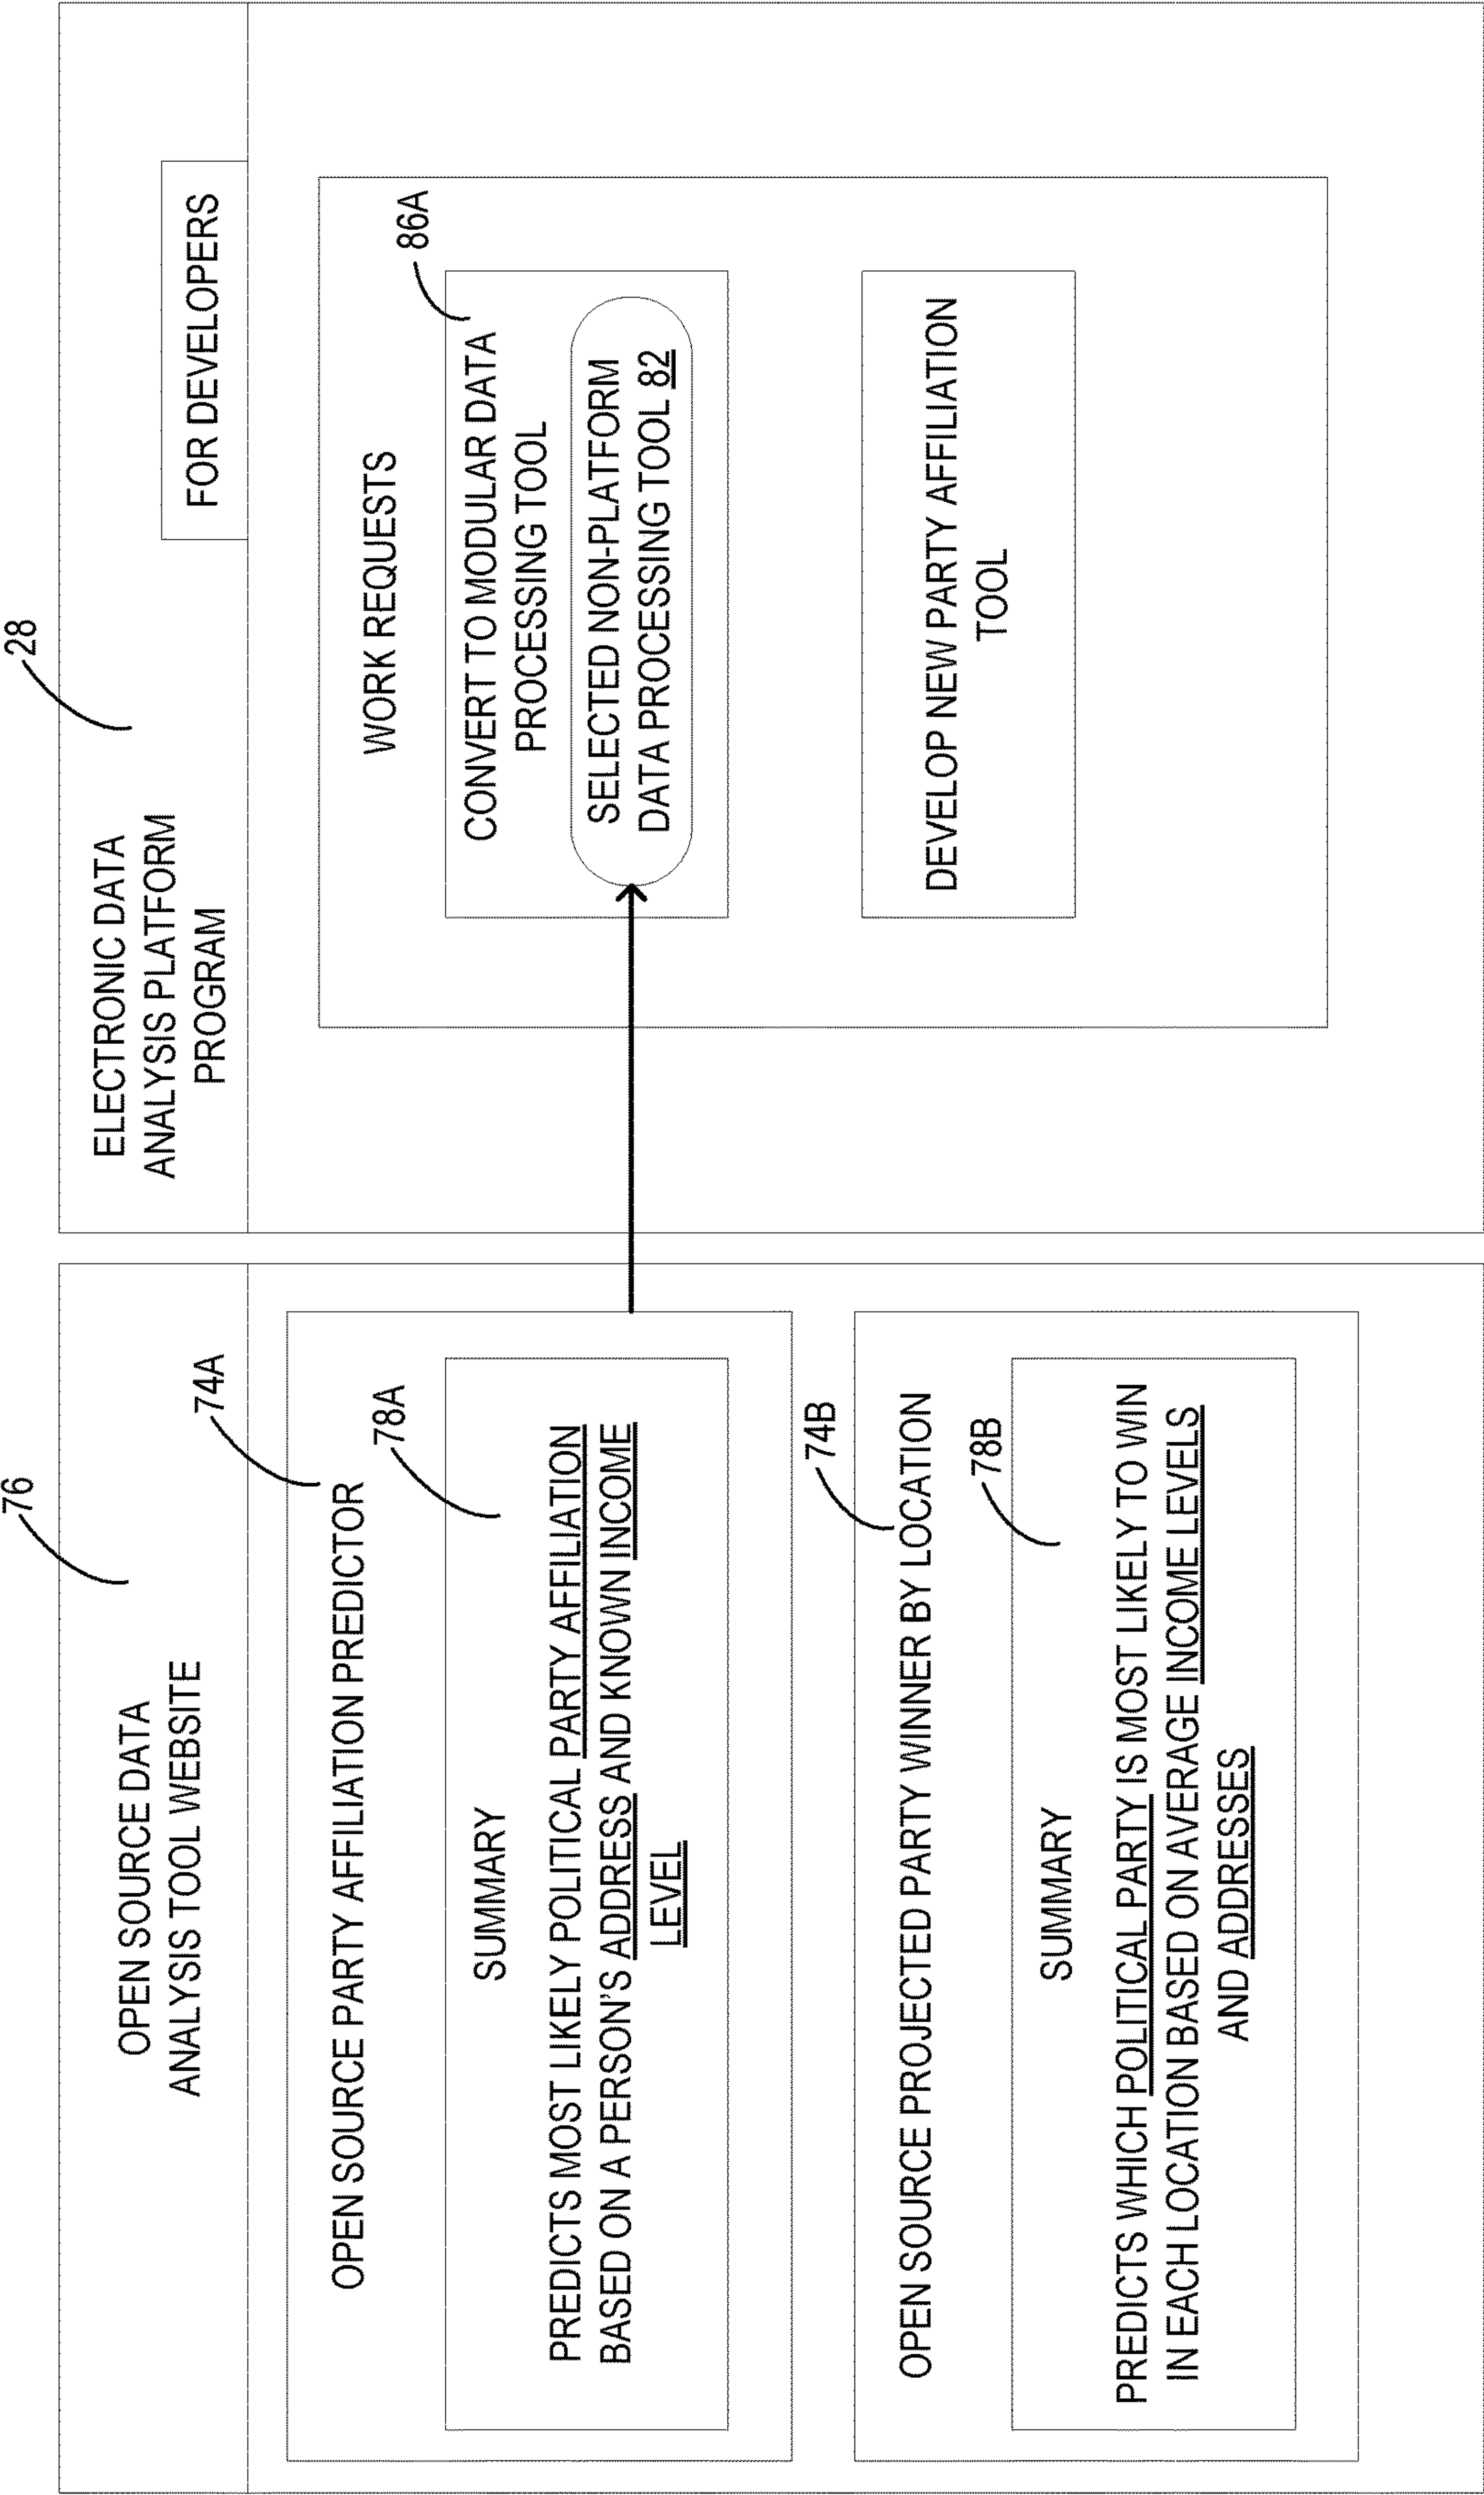 76
OPEN SOURCE DATA
ANALYSIS TOOL WEBSITE
74A
OPEN SOURCE PARTY AFFILIATION PREDICTOR
78A
SUMMARY
PREDICTS MOST LIKELY POLITICAL PARTY AFFILIATION
BASED ON A PERSON'S ADDRESS AND KNOWN INCOME
LEVEL
74B
OPEN SOURCE PROJECTED PARTY WINNER BY LOCATION
78B
SUMMARY
PREDICTS WHICH POLITICAL PARTY IS MOST LIKELY TO WIN
IN EACH LOCATION BASED ON AVERAGE INCOME LEVELS
AND ADDRESSES
28
ELECTRONIC DATA
ANALYSIS PLATFORM
PROGRAM
FOR DEVELOPERS
WORK REQUESTS
86A
CONVERT TO MODULAR DATA
PROCESSING TOOL
SELECTED NON-PLATFORM
DATA PROCESSING TOOL 82
DEVELOP NEW PARTY AFFILIATION
TOOL